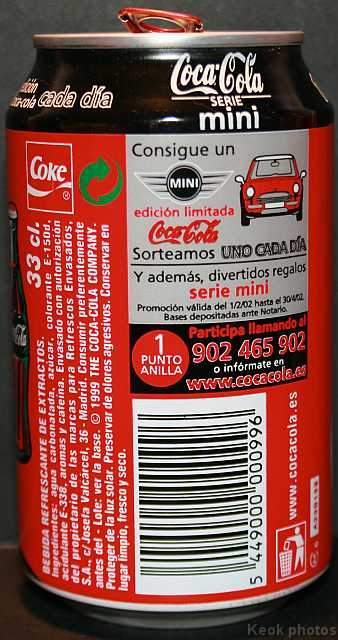 ción
ca-cola cada día
Coca-Cola
SERIE
mini
Coke
Consigue un
MINI
edición limitada
Coca-Cola
Sorteamos UNO CADA DÍA
Y además, divertidos regalos
serie mini
Promoción válida del 1/2/02 hasta el 30/4/02.
Bases depositadas ante Notario.
1
PUNTO
ANILLA
Participa llamando al
902 465 902
o infórmate en
www.cocacola.es
33 cl.
BEBIDA REFRESCANTE DE EXTRACTOS.
Ingredientes: agua carbonatada, azúcar, colorante E-150d,
acidulante E-338, aromas y cafeína. Envasado con autorización
del propietario de las marcas para Refrescos Envasados,
S.A., c/Josefa Valcárcel, 36 - Madrid. Consumir preferentemente
antes del - Lote: ver la base. © 1999 THE COCA-COLA COMPANY.
Proteger de la luz solar. Preservar de olores agresivos. Conservar en
lugar limpio, fresco y seco.
5 449000 000996
www.cocacola.es
Keok photos